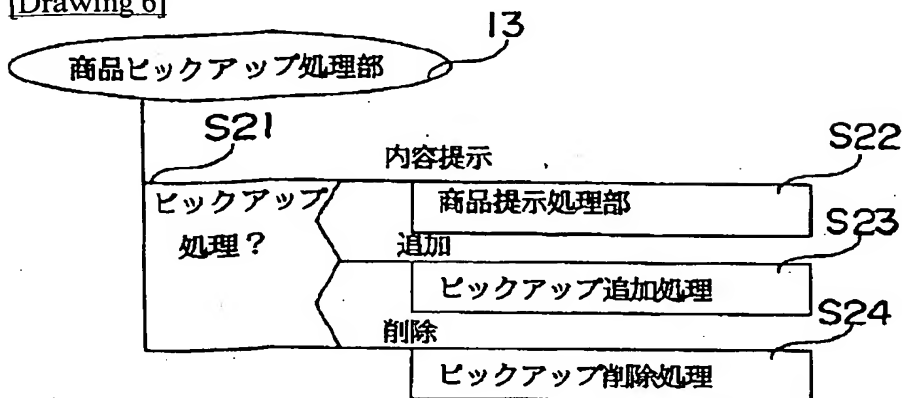 [Drawing 6]
13
商品ピックアップ処理部
S21
内容提示
S22
ピックアップ
処理？
商品提示処理部
追加
S23
ピックアップ追加処理
削除
S24
ピックアップ削除処理